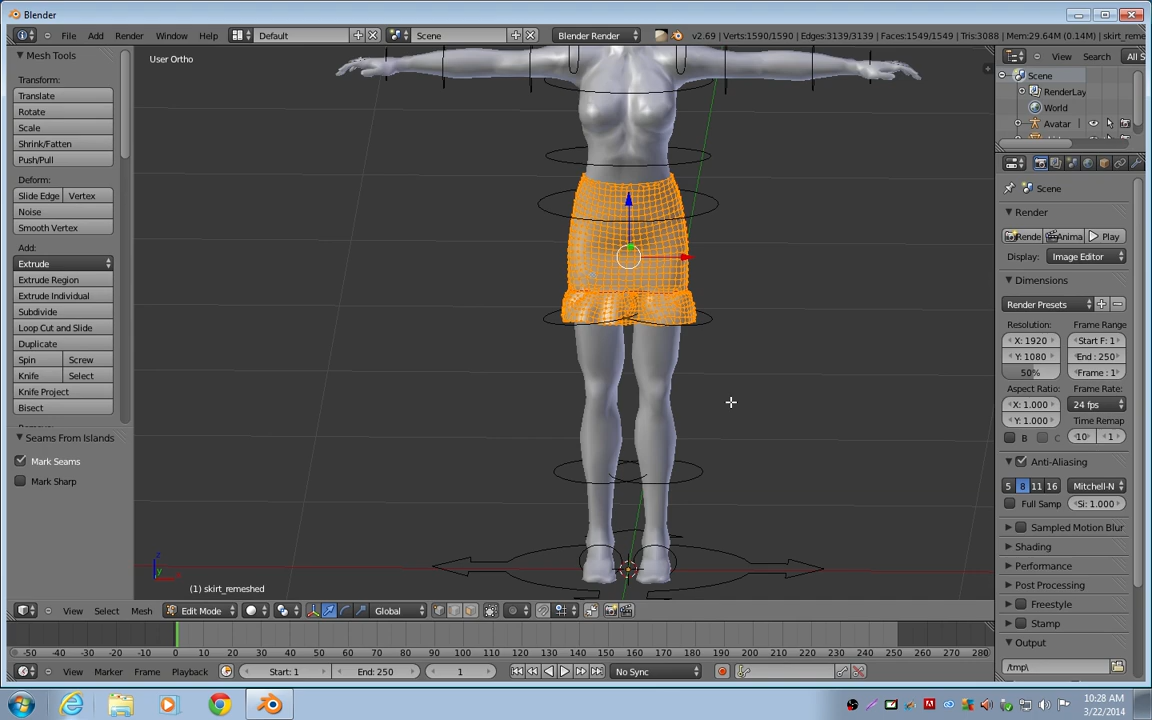 Blender
File Add Render Window Help Default Scene Blender Render v2.69 | Verts:1590/1590 | Edges:3139/3139 | Faces:1549/1549 | Tris:3088 | Mem:29.64M (0.14M) | skirt_reme
Mesh Tools
Transform:
Translate
Rotate
Scale
Shrink/Fatten
Push/Pull
Deform:
Slide Edge Vertex
Noise
Smooth Vertex
Add:
Extrude
Extrude Region
Extrude Individual
Subdivide
Loop Cut and Slide
Duplicate
Spin Screw
Knife Select
Knife Project
Bisect
Seams From Islands
Mark Seams
Mark Sharp
User Ortho
z
y
(1) skirt_remeshed
View Select Mesh Edit Mode Global
View Search All S
Scene
RenderLay
World
Avatar
Scene
Render
Rende Anima Play
Display: Image Editor
Dimensions
Render Presets
Resolution: Frame Range
X: 1920 Start F: 1
Y: 1080 End : 250
50% Frame : 1
Aspect Ratio: Frame Rate:
X: 1.000 24 fps
Y: 1.000 Time Remap
B C 10 1
Anti-Aliasing
5 8 11 16 Mitchell-N
Full Samp Si: 1.000
Sampled Motion Blur
Shading
Performance
Post Processing
Freestyle
Stamp
Output
/tmp\
-50 -40 -30 -20 -10 0 10 20 30 40 50 60 70 80 90 100 110 120 130 140 150 160 170 180 190 200 210 220 230 240 250 260 270 280
View Marker Frame Playback Start: 1 End: 250 1 No Sync
10:28 AM
3/22/2014